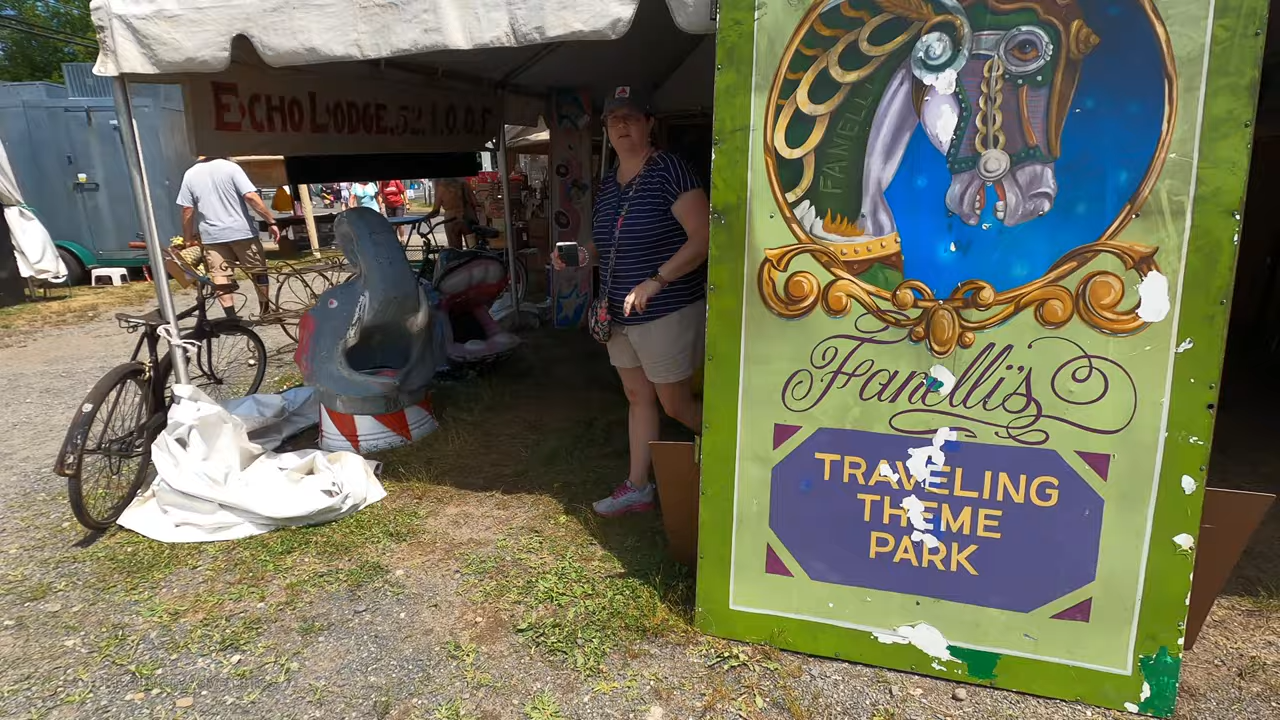 ECHO LODGE.52.I.O.O.F
FANELLI
Fanelli's
TRAVELING
THEME
PARK